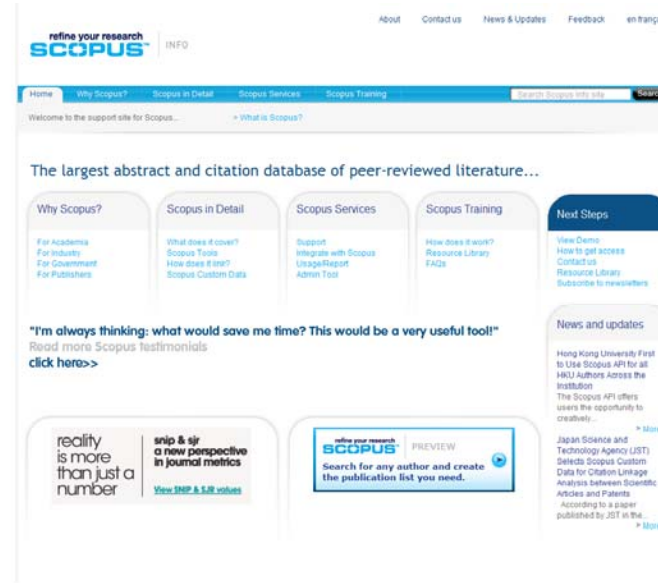 About Contact us News & Updates Feedback en franç
refine your research
SCOPUS™ INFO
Home Why Scopus? Scopus in Detail Scopus Services Scopus Training Search Scopus info site Searc
Welcome to the support site for Scopus... » What is Scopus?
The largest abstract and citation database of peer-reviewed literature...
Why Scopus?
For Academia
For Industry
For Government
For Publishers
Scopus in Detail
What does it cover?
Scopus Tools
How does it link?
Scopus Custom Data
Scopus Services
Support
Integrate with Scopus
Usage/Report
Admin Tool
Scopus Training
How does it work?
Resource Library
FAQs
Next Steps
View Demo
How to get access
Contact us
Resource Library
Subscribe to newsletters
"I'm always thinking: what would save me time? This would be a very useful tool!"
Read more Scopus testimonials
click here>>
News and updates
Hong Kong University First
to Use Scopus API for all
HKU Authors Across the
Institution
The Scopus API offers
users the opportunity to
creatively...
More
Japan Science and
Technology Agency (JST)
Selects Scopus Custom
Data for Citation Linkage
Analysis between Scientific
Articles and Patents
According to a paper
published by JST in the...
More
reality
is more
than just a
number
snip & sjr
a new perspective
in journal metrics
View SNIP & SJR values
refine your research
SCOPUS™ PREVIEW
Search for any author and create
the publication list you need.